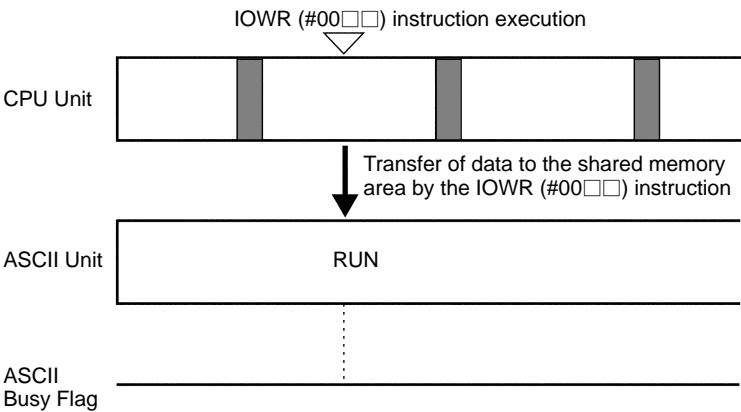 IOWR (#00□□) instruction execution
CPU Unit
Transfer of data to the shared memory
area by the IOWR (#00□□) instruction
ASCII Unit
RUN
ASCII
Busy Flag